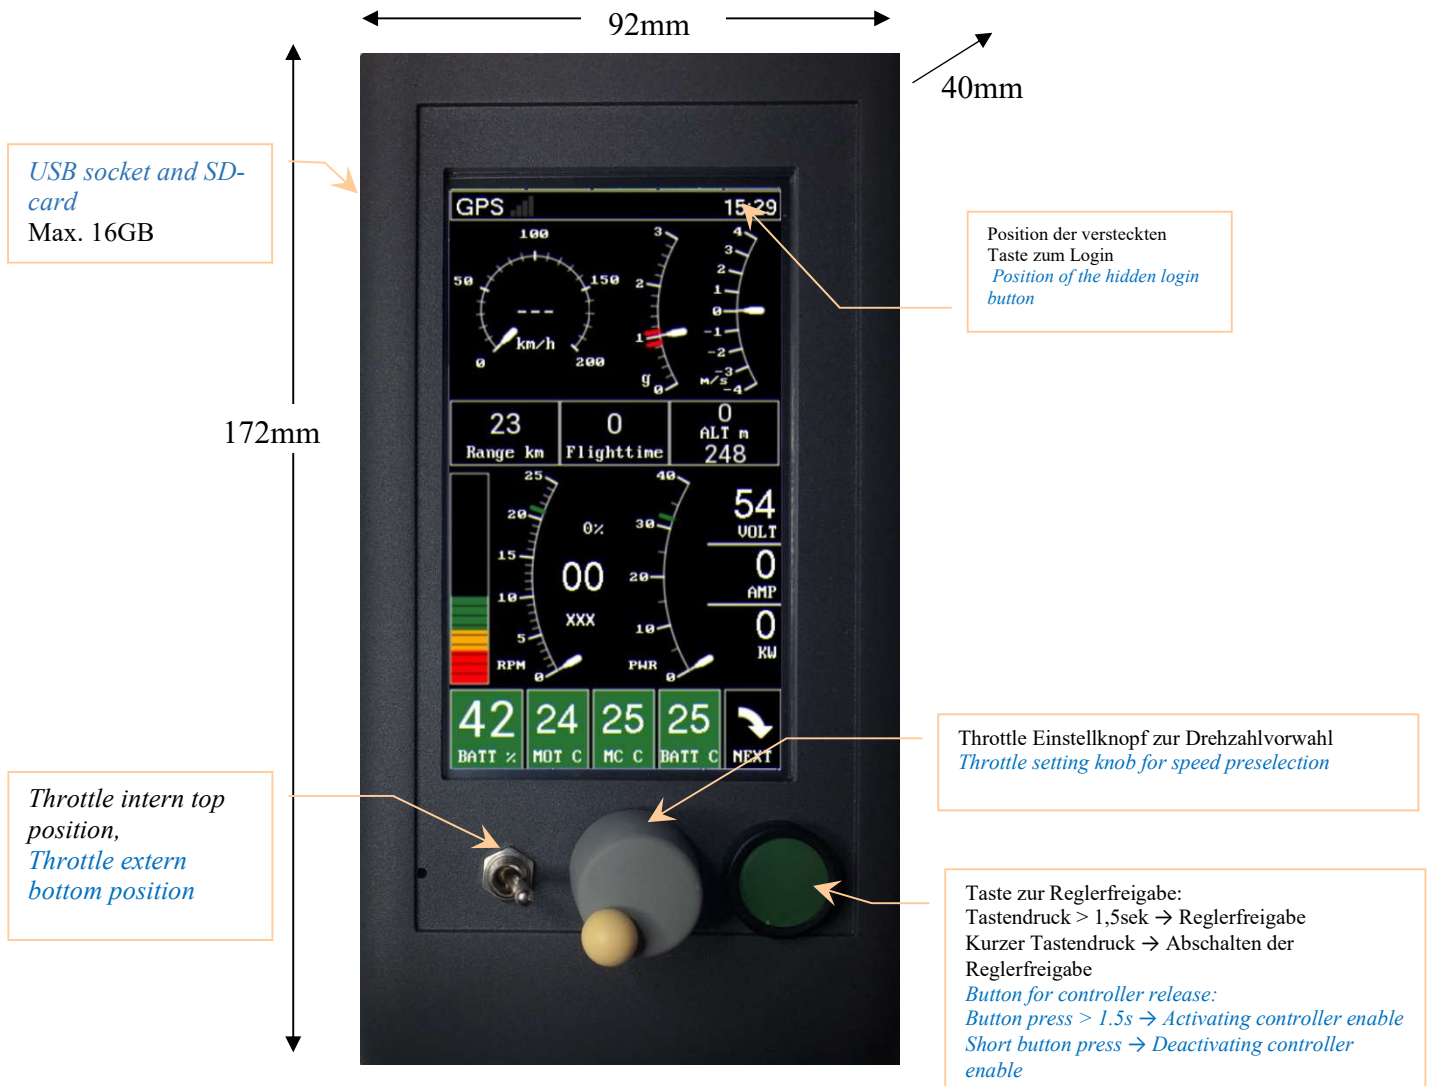 92mm
40mm
172mm
USB socket and SD-
card
Max. 16GB
Position der versteckten
Taste zum Login
Position of the hidden login
button
GPS 15:29
100
50 150
0 200
---
km/h
3
2
1
0
g
4
3
2
1
0
-1
-2
-3
-4
M/S
23
Range km
0
Flighttime
0
ALT m
248
25
20
15
10
5
0
RPM
0%
00
XXX
40
30
20
10
0
PWR
54
VOLT
0
AMP
0
KW
42
BATT %
24
MOT C
25
MC C
25
BATT C
NEXT
Throttle Einstellknopf zur Drehzahlvorwahl
Throttle setting knob for speed preselection
Throttle intern top
position,
Throttle extern
bottom position
Taste zur Reglerfreigabe:
Tastendruck > 1,5sek → Reglerfreigabe
Kurzer Tastendruck → Abschalten der
Reglerfreigabe
Button for controller release:
Button press > 1.5s → Activating controller enable
Short button press → Deactivating controller
enable